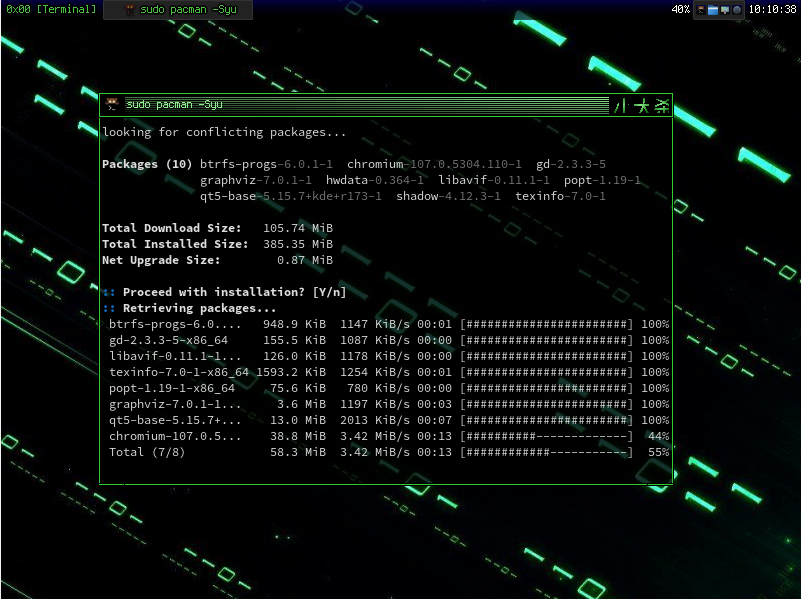 0x00 [Terminal] sudo pacman -Syu 40% 10:10:38
sudo pacman -Syu
looking for conflicting packages...
Packages (10) btrfs-progs-6.0.1-1 chromium-107.0.5304.110-1 gd-2.3.3-5
graphviz-7.0.1-1 hwdata-0.364-1 libavif-0.11.1-1 popt-1.19-1
qt5-base-5.15.7+kde+r173-1 shadow-4.12.3-1 texinfo-7.0-1
Total Download Size: 105.74 MiB
Total Installed Size: 385.35 MiB
Net Upgrade Size: 0.87 MiB
:: Proceed with installation? [Y/n]
:: Retrieving packages...
btrfs-progs-6.0.... 948.9 KiB 1147 KiB/s 00:01 [#######################] 100%
gd-2.3.3-5-x86_64 155.5 KiB 1087 KiB/s 00:00 [#######################] 100%
libavif-0.11.1-1... 126.0 KiB 1178 KiB/s 00:00 [#######################] 100%
texinfo-7.0-1-x86_64 1593.2 KiB 1254 KiB/s 00:01 [#######################] 100%
popt-1.19-1-x86_64 75.6 KiB 780 KiB/s 00:00 [#######################] 100%
graphviz-7.0.1-1... 3.6 MiB 1197 KiB/s 00:03 [#######################] 100%
qt5-base-5.15.7+... 13.0 MiB 2013 KiB/s 00:07 [#######################] 100%
chromium-107.0.5... 38.8 MiB 3.42 MiB/s 00:13 [##########-------------] 44%
Total (7/8) 58.3 MiB 3.42 MiB/s 00:13 [############-----------] 55%